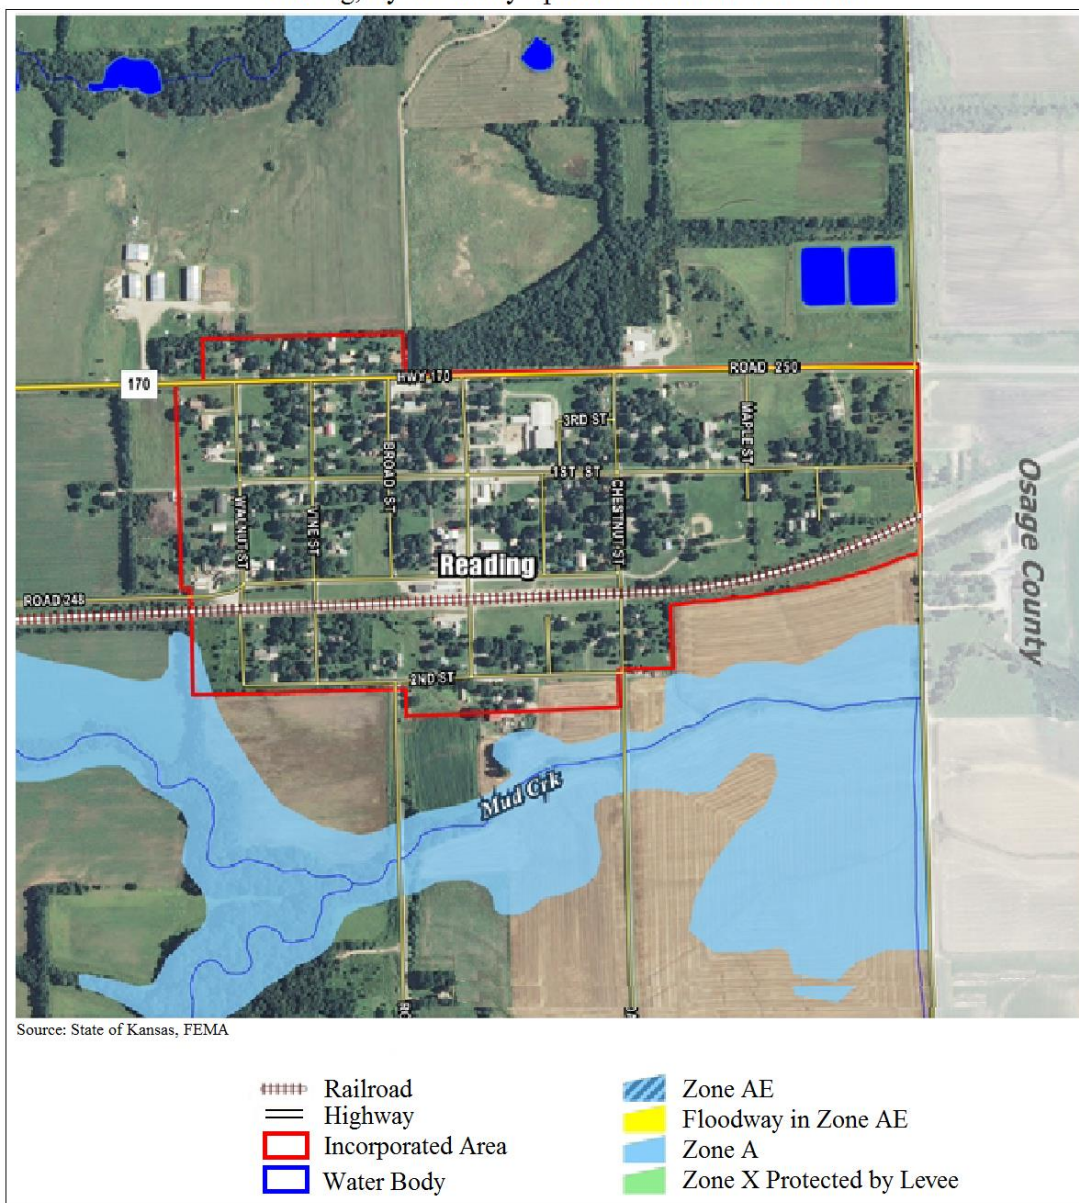 170
HWY 170
ROAD 250
3RD ST
MAPLE ST
BROAD ST
1ST ST
WALNUT ST
VINE ST
CHESTNUT ST
Osage County
Reading
ROAD 248
2ND ST
Mud Crk
Source: State of Kansas, FEMA
Railroad
Highway
Incorporated Area
Water Body
Zone AE
Floodway in Zone AE
Zone A
Zone X Protected by Levee